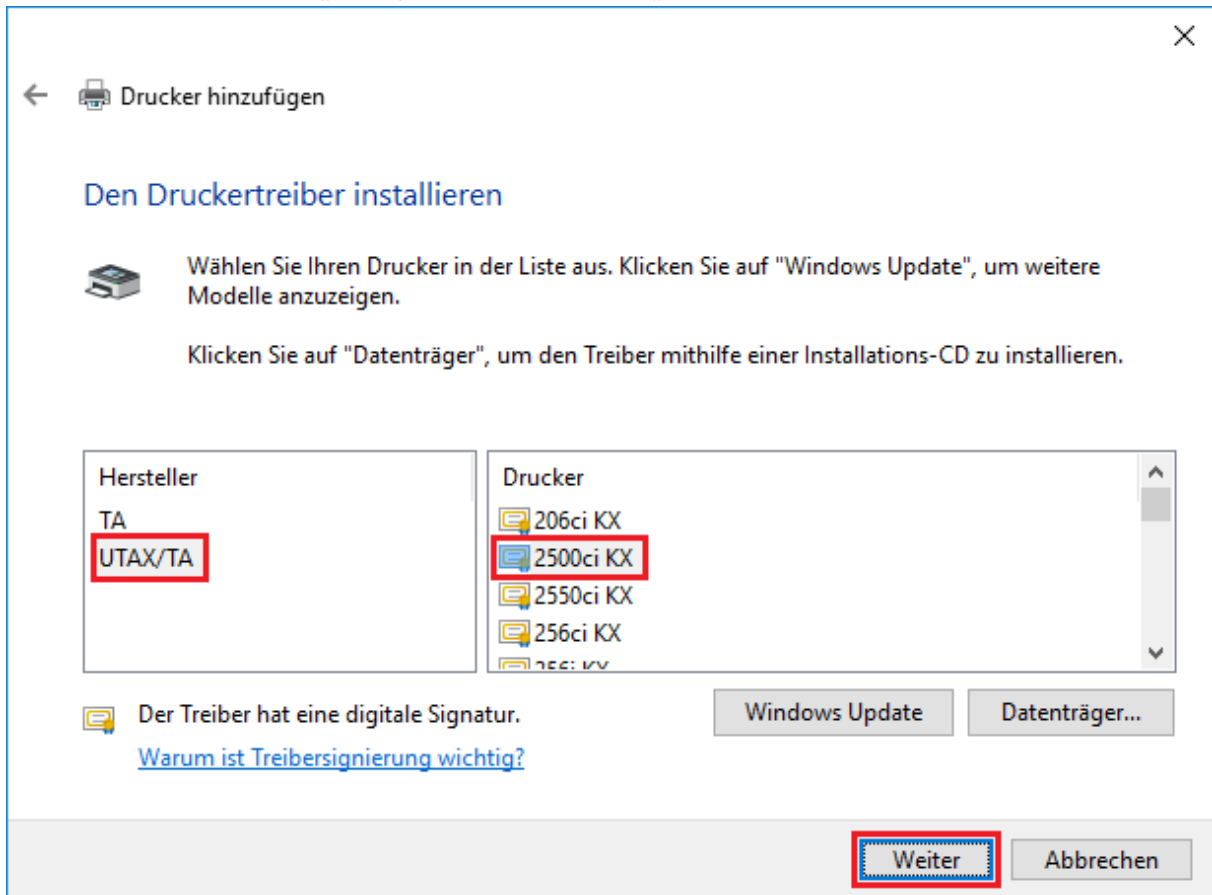 Drucker hinzufügen
Den Druckertreiber installieren
Wählen Sie Ihren Drucker in der Liste aus. Klicken Sie auf "Windows Update", um weitere
Modelle anzuzeigen.
Klicken Sie auf "Datenträger", um den Treiber mithilfe einer Installations-CD zu installieren.
Hersteller
TA
UTAX/TA
Drucker
206ci KX
2500ci KX
2550ci KX
256ci KX
256i KX
Der Treiber hat eine digitale Signatur.
Warum ist Treibersignierung wichtig?
Windows Update
Datenträger...
Weiter
Abbrechen